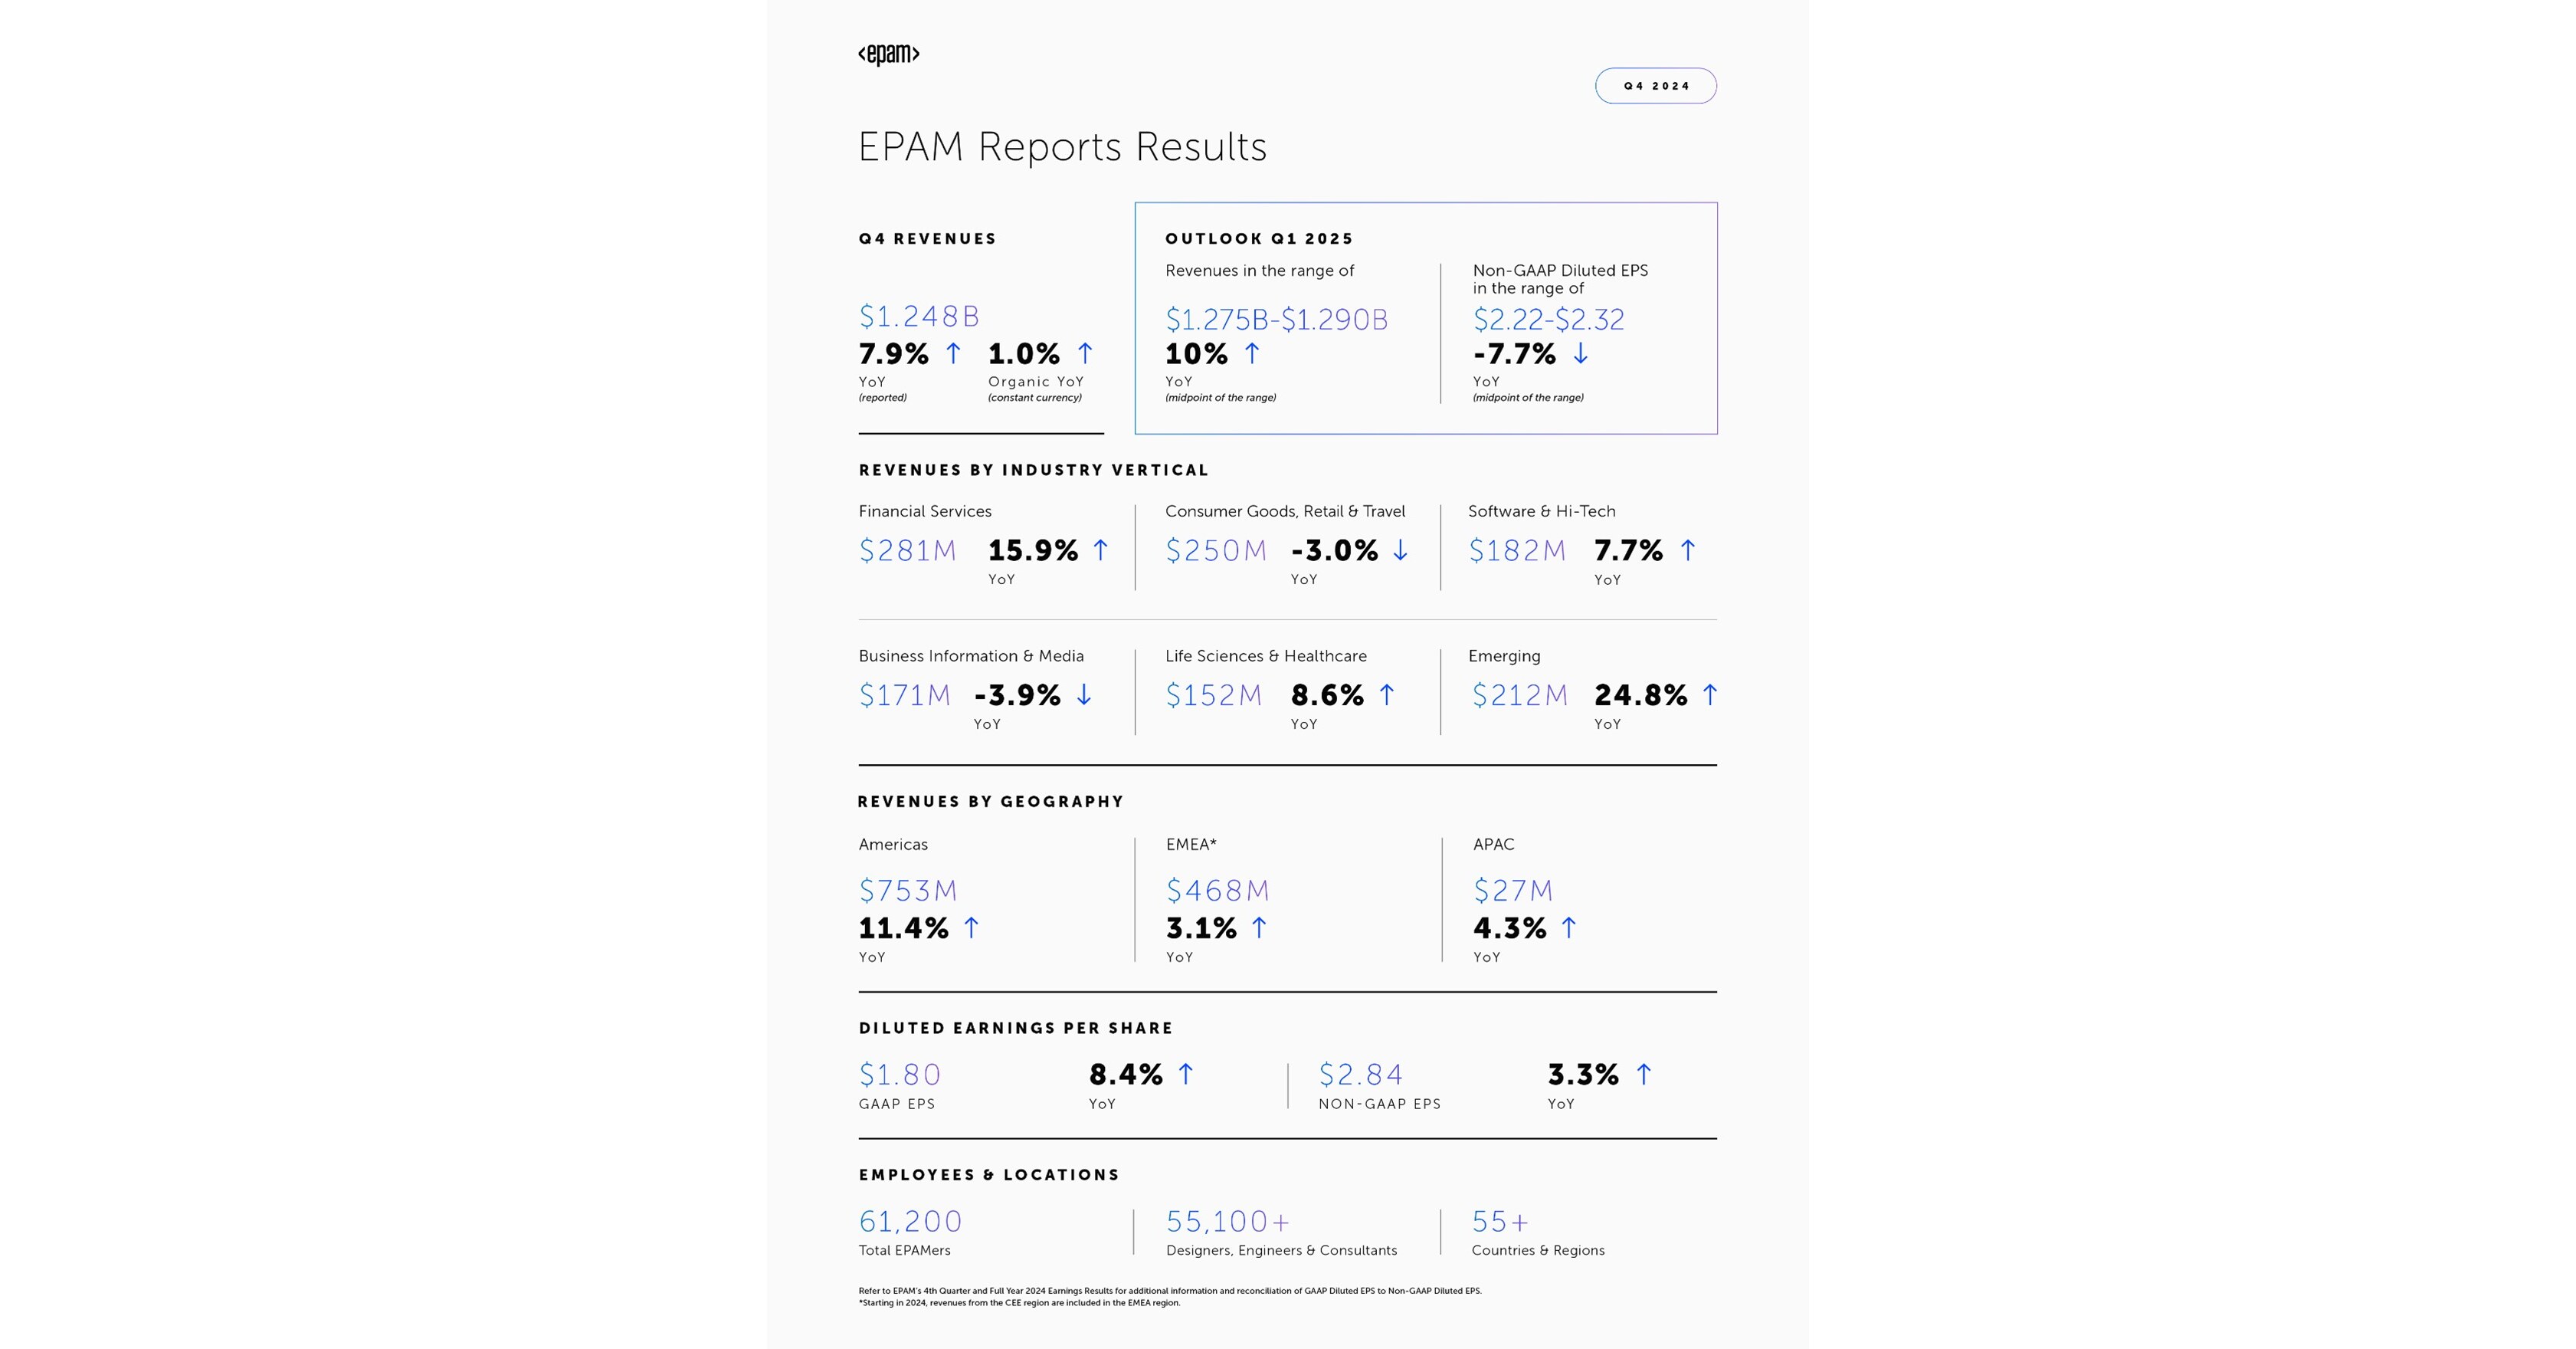 <epam>
Q4 2024
EPAM Reports Results
Q4 REVENUES
$1.248B
7.9% ↑ 1.0% ↑
YoY Organic YoY
(reported) (constant currency)
OUTLOOK Q1 2025
Revenues in the range of
$1.275B-$1.290B
10% ↑
YoY
(midpoint of the range)
Non-GAAP Diluted EPS
in the range of
$2.22-$2.32
-7.7% ↓
YoY
(midpoint of the range)
REVENUES BY INDUSTRY VERTICAL
Financial Services
$281M 15.9% ↑
YoY
Consumer Goods, Retail & Travel
$250M -3.0% ↓
YoY
Software & Hi-Tech
$182M 7.7% ↑
YoY
Business Information & Media
$171M -3.9% ↓
YoY
Life Sciences & Healthcare
$152M 8.6% ↑
YoY
Emerging
$212M 24.8% ↑
YoY
REVENUES BY GEOGRAPHY
Americas
$753M
11.4% ↑
YoY
EMEA*
$468M
3.1% ↑
YoY
APAC
$27M
4.3% ↑
YoY
DILUTED EARNINGS PER SHARE
$1.80 8.4% ↑
GAAP EPS YoY
$2.84 3.3% ↑
NON-GAAP EPS YoY
EMPLOYEES & LOCATIONS
61,200
Total EPAMers
55,100+
Designers, Engineers & Consultants
55+
Countries & Regions
Refer to EPAM's 4th Quarter and Full Year 2024 Earnings Results for additional information and reconciliation of GAAP Diluted EPS to Non-GAAP Diluted EPS.
*Starting in 2024, revenues from the CEE region are included in the EMEA region.